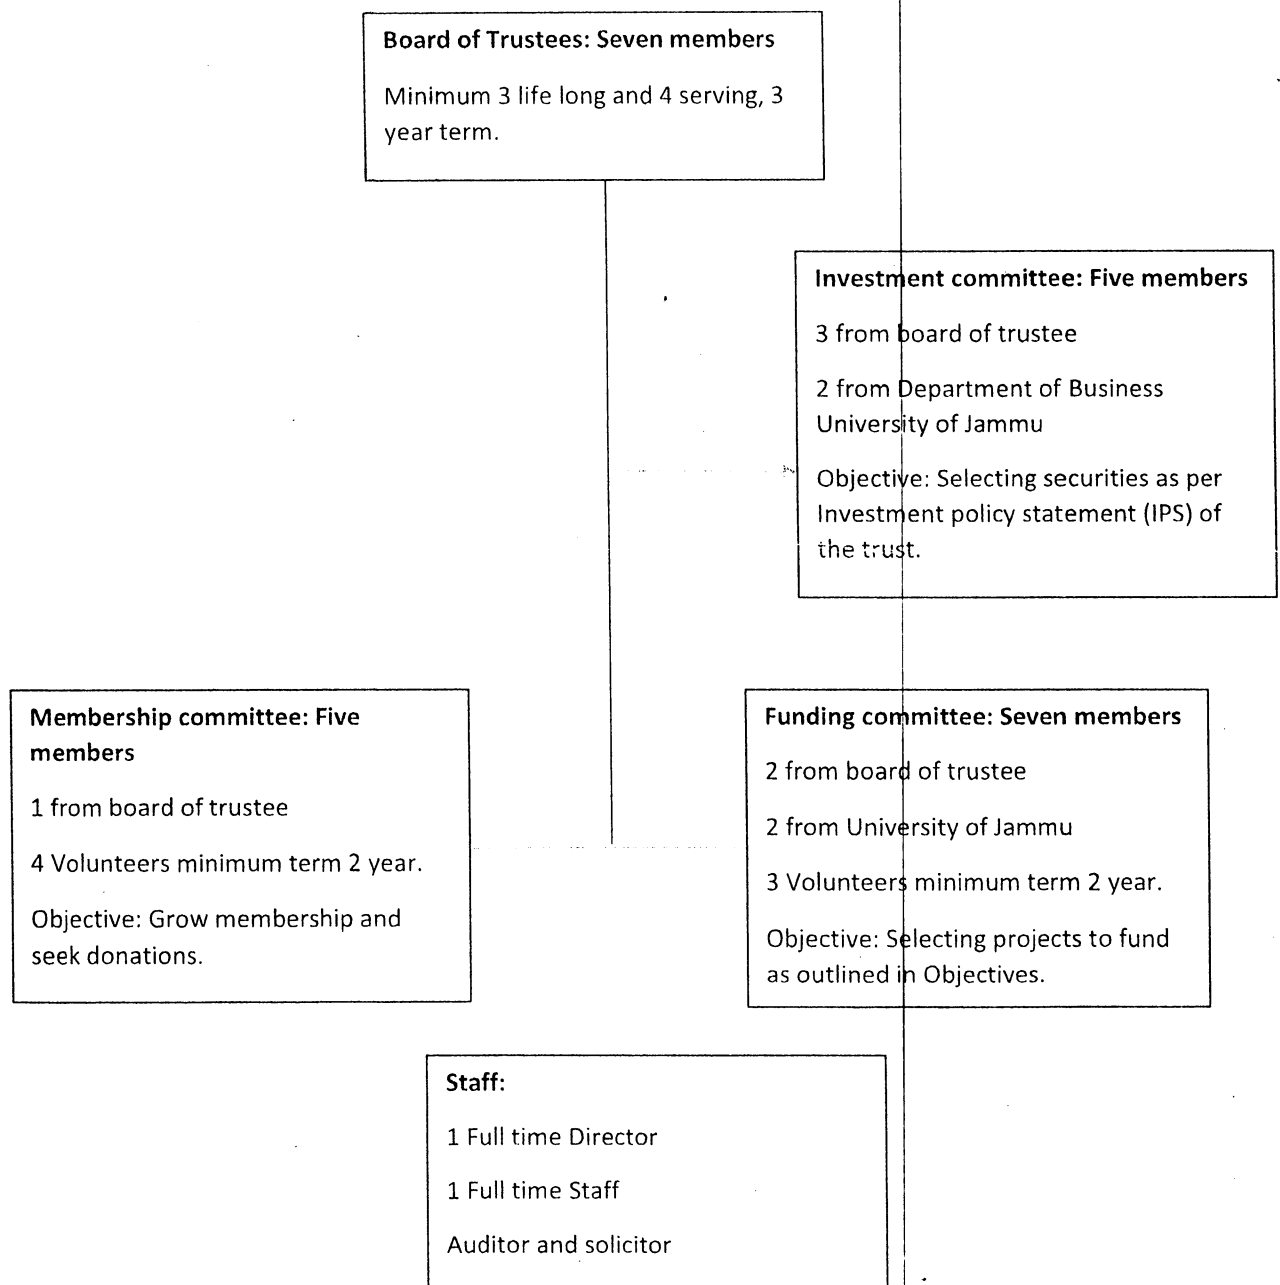 Board of Trustees: Seven members
Minimum 3 life long and 4 serving, 3
year term.
Investment committee: Five members
3 from board of trustee
2 from Department of Business
University of Jammu
Objective: Selecting securities as per
Investment policy statement (IPS) of
the trust.
Membership committee: Five
members
1 from board of trustee
4 Volunteers minimum term 2 year.
Objective: Grow membership and
seek donations.
Funding committee: Seven members
2 from board of trustee
2 from University of Jammu
3 Volunteers minimum term 2 year.
Objective: Selecting projects to fund
as outlined in Objectives.
Staff:
1 Full time Director
1 Full time Staff
Auditor and solicitor